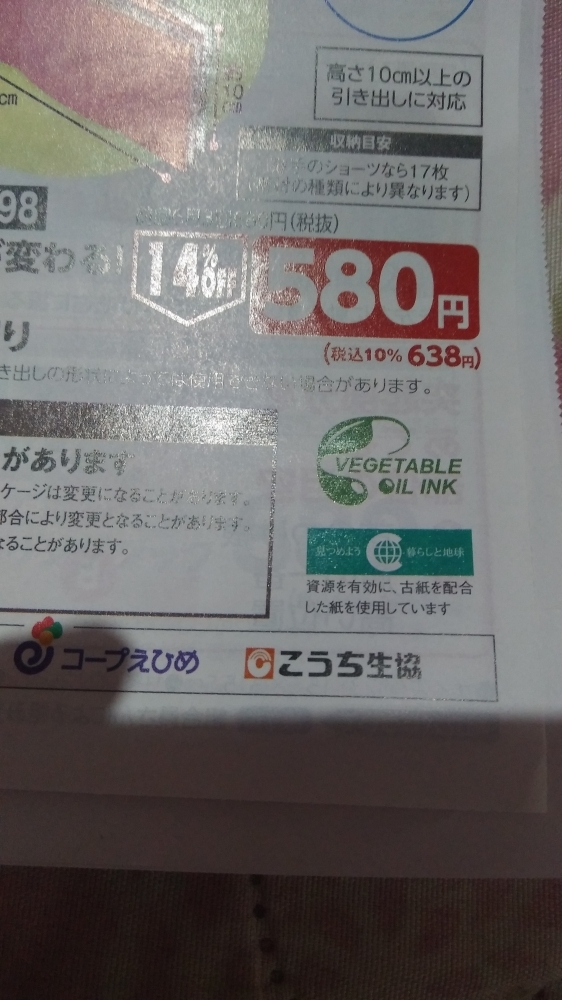 cm
10
高さ10cm以上の
引き出しに対応
収納目安
のショーツなら17枚
の種類により異なります)
98
円(税抜)
が変わる!
14%OFF
580円
り
(税込10% 638円)
き出しの形状
場合があります。
があります
ケージは変更になることがあります。
都合により変更となることがあります。
なることがあります。
VEGETABLE
OIL INK
見つめよう 暮らしと地球
資源を有効に、古紙を配合
した紙を使用しています
コープえひめ
こうち生協